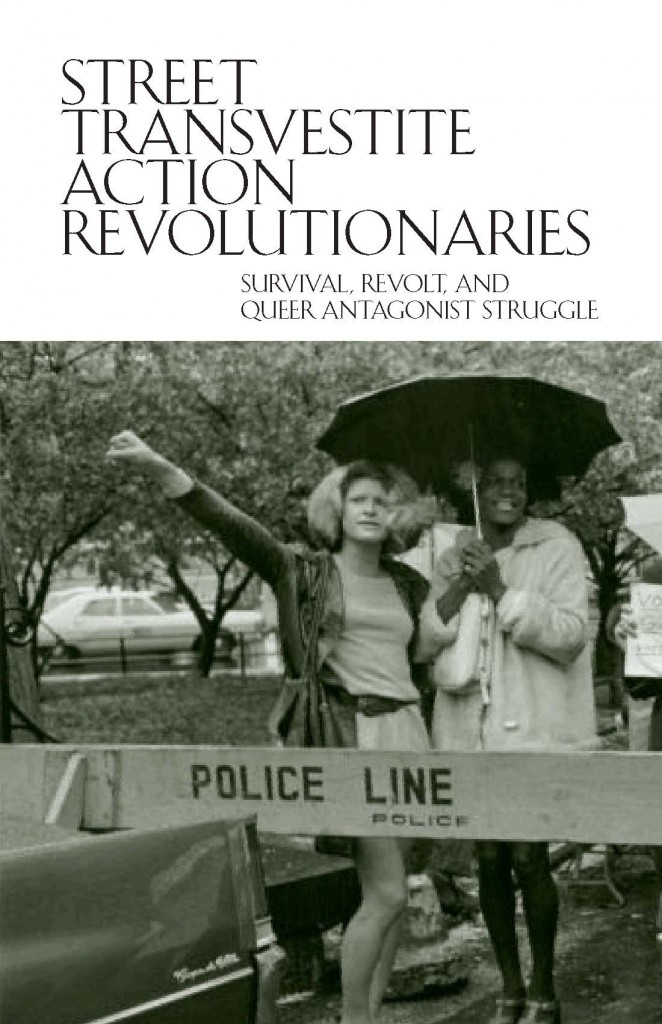 STREET
TRANSVESTITE
ACTION
REVOLUTIONARIES
SURVIVAL, REVOLT, AND
QUEER ANTAGONIST STRUGGLE
POLICE LINE
POLICE